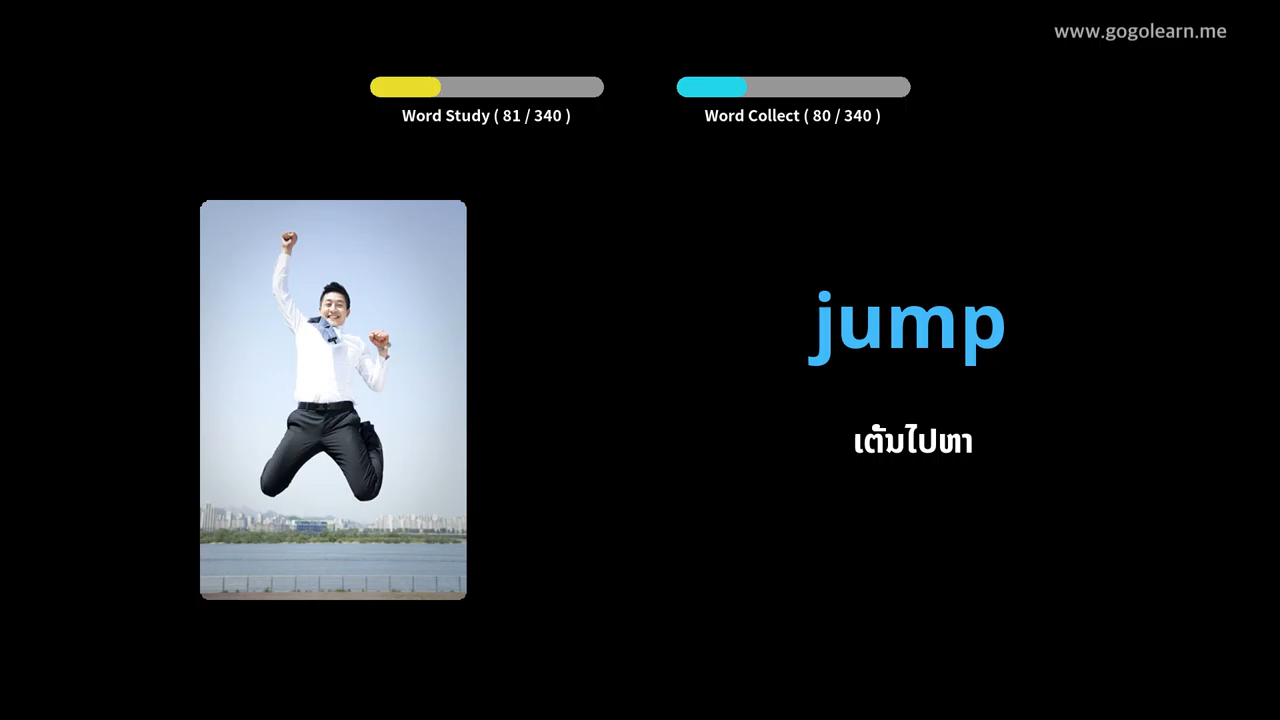 www.gogolearn.me
Word Study ( 81 / 340 )
Word Collect ( 80 / 340 )
jump
ເຕັ້ນໄປຫາ